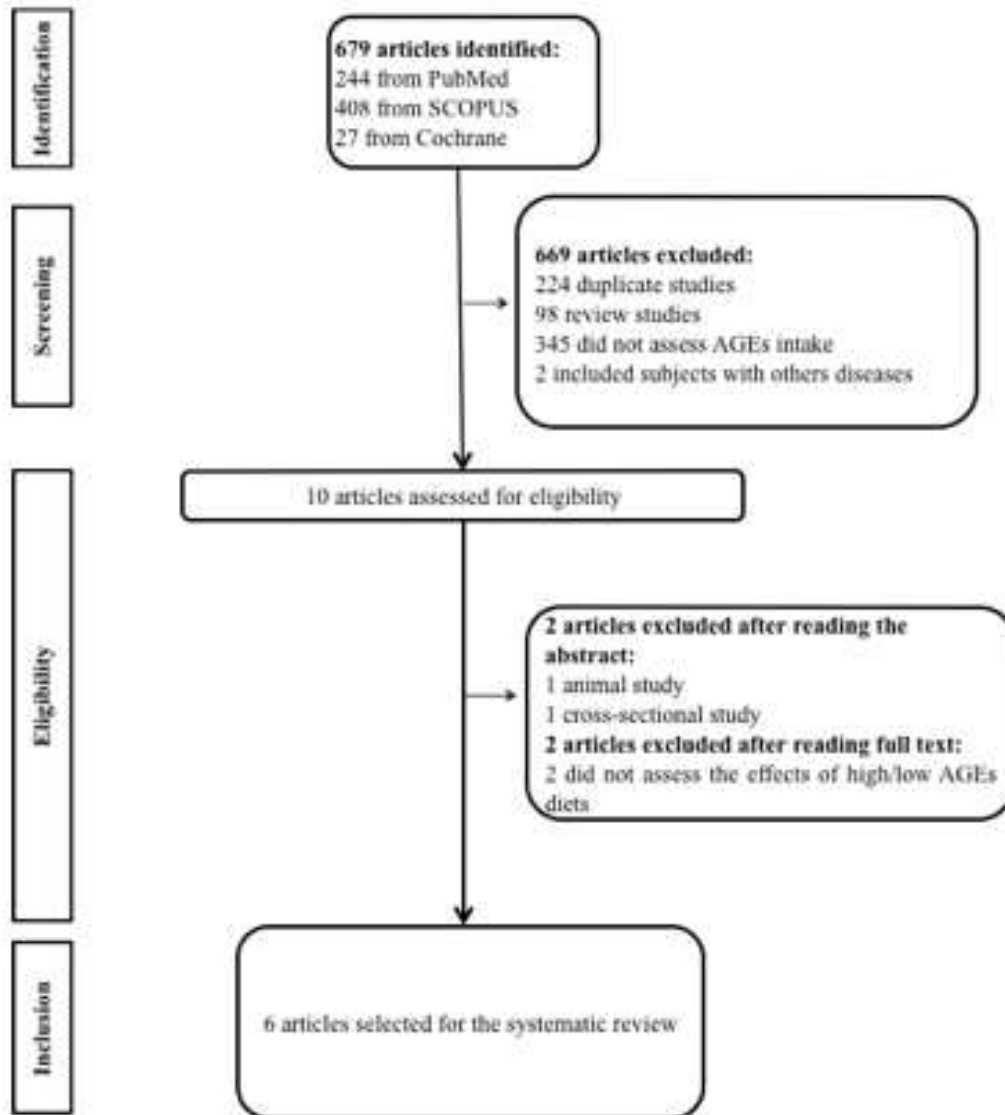 Identification
679 articles identified:
244 from PubMed
408 from SCOPUS
27 from Cochrane
Screening
669 articles excluded:
224 duplicate studies
98 review studies
345 did not assess AGEs intake
2 included subjects with others diseases
Eligibility
10 articles assessed for eligibility
2 articles excluded after reading the
abstract:
1 animal study
1 cross-sectional study
2 articles excluded after reading full text:
2 did not assess the effects of high/low AGEs
diets
Inclusion
6 articles selected for the systematic review